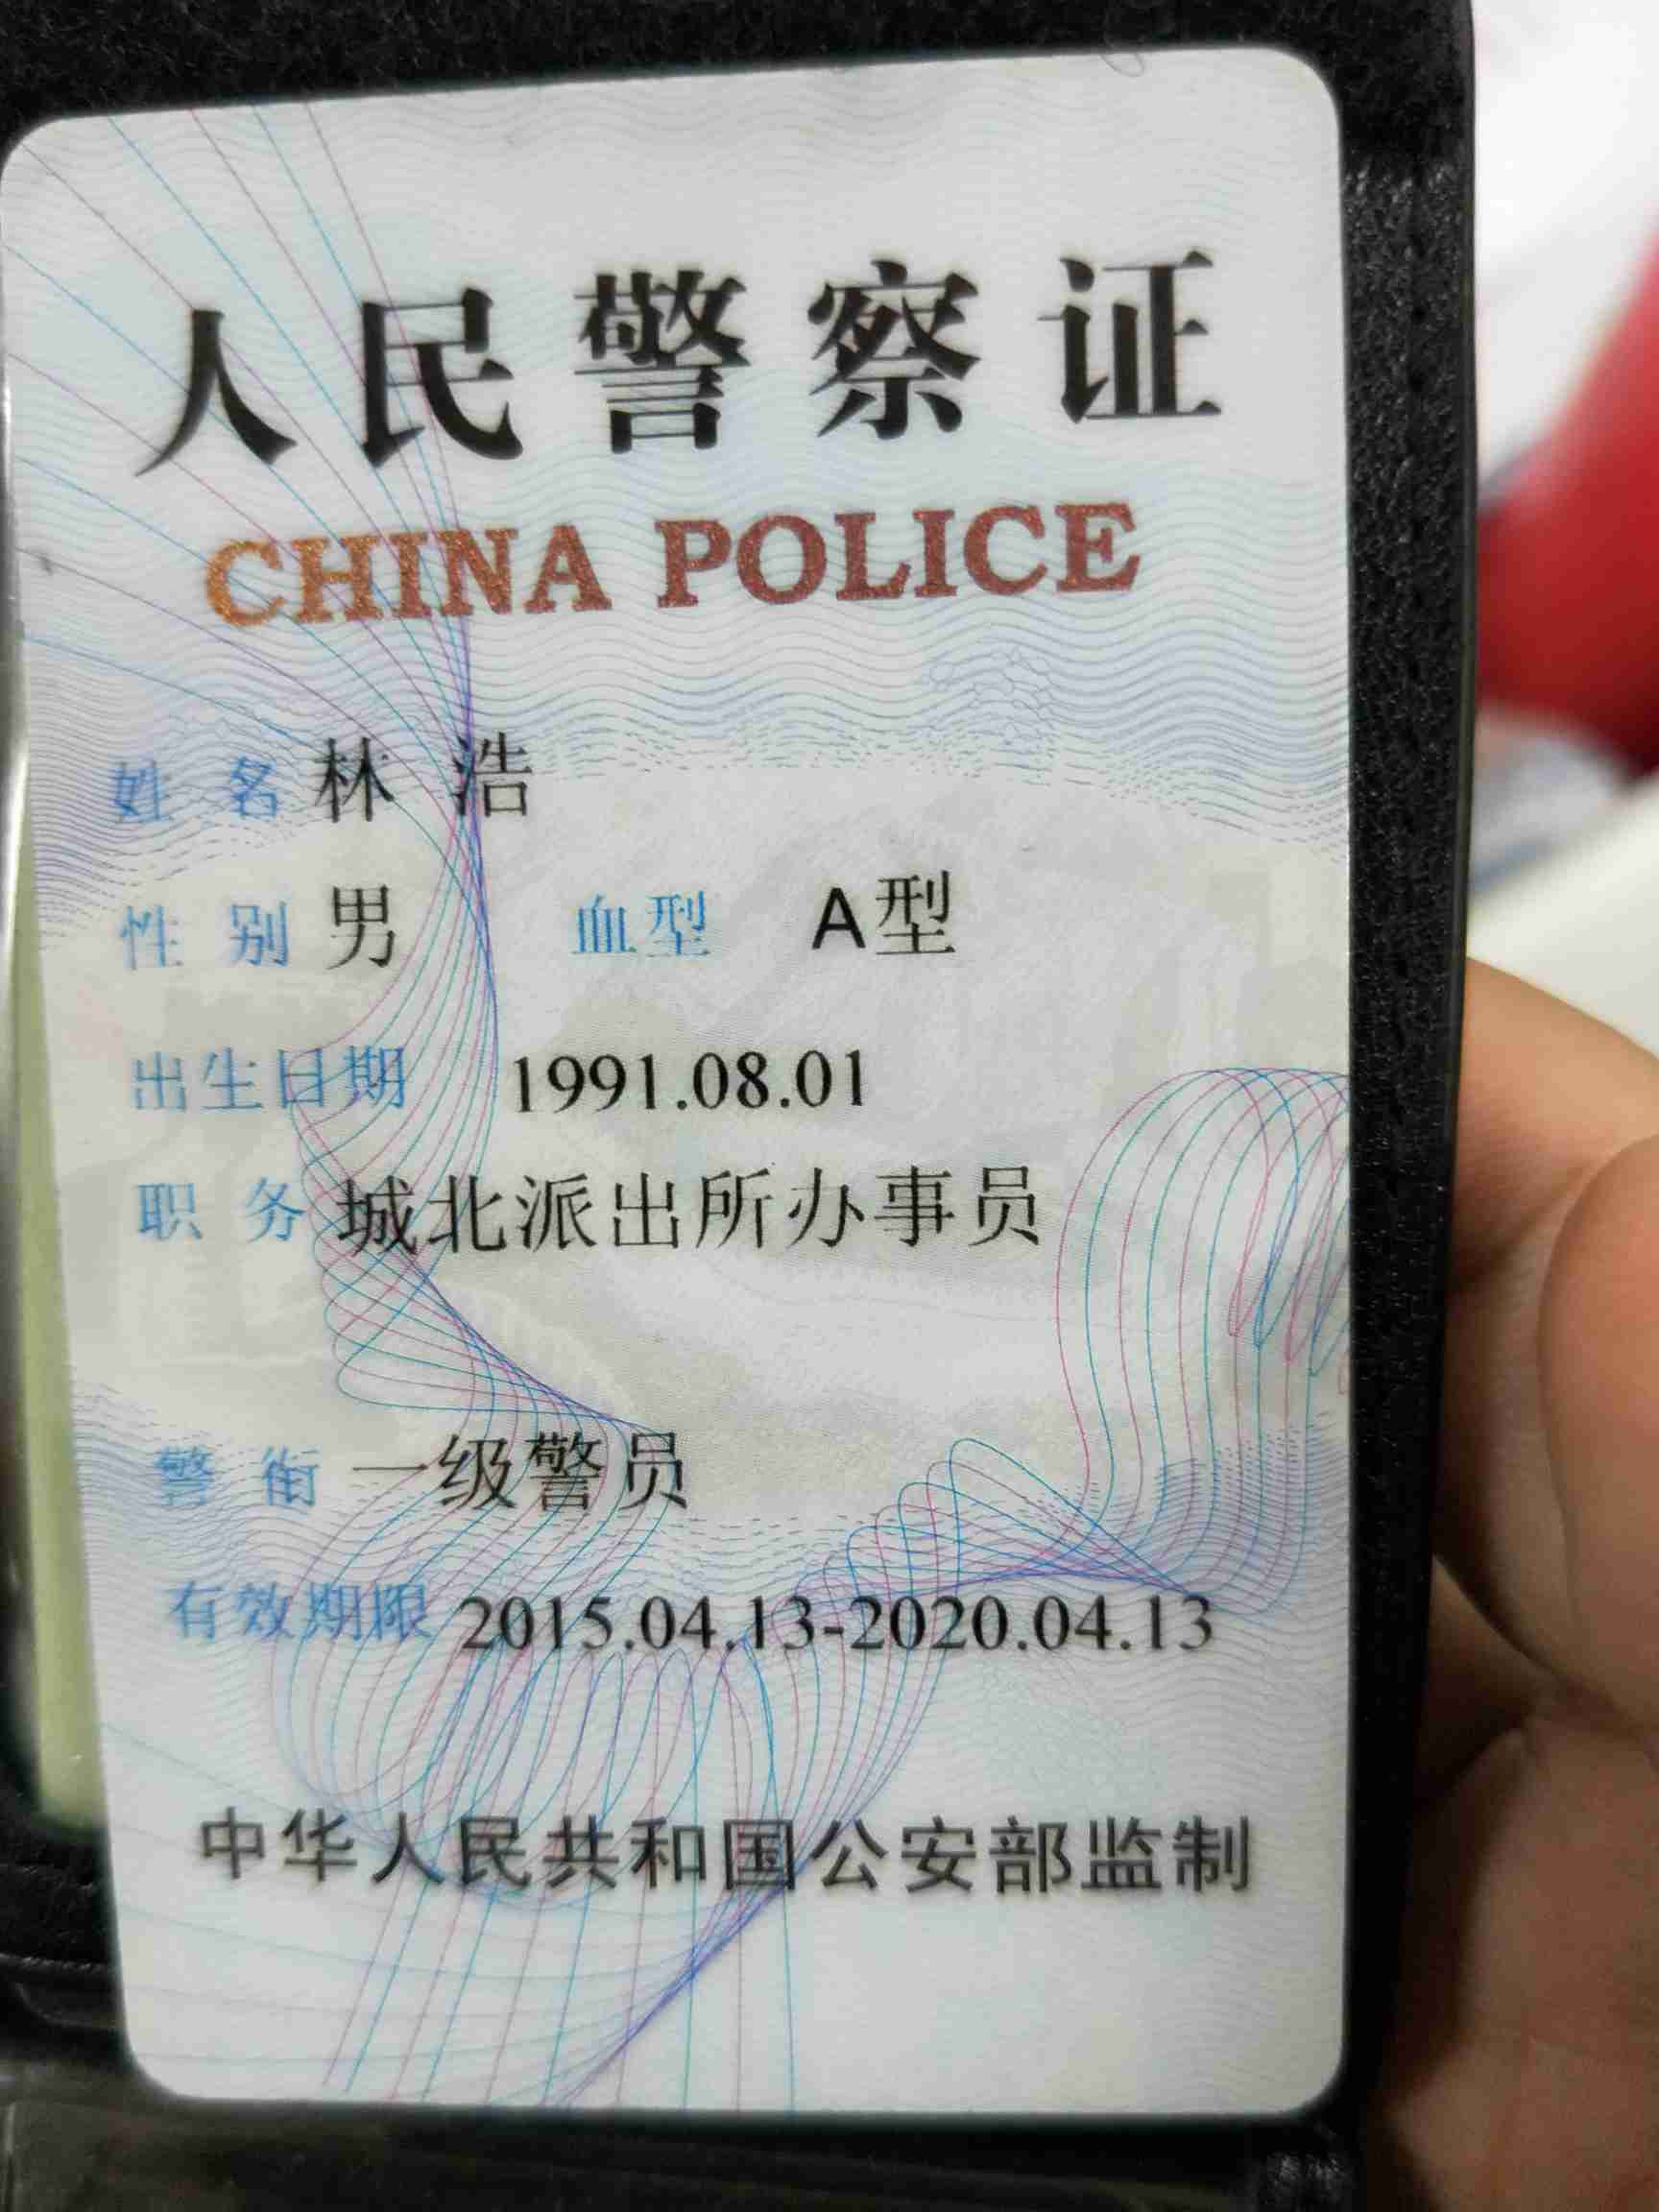 人民警察证
CHINA POLICE
姓名 林浩
性别 男 血型 A型
出生日期 1991.08.01
职务 城北派出所办事员
警衔 一级警员
有效期限 2015.04.13-2020.04.13
中华人民共和国公安部监制